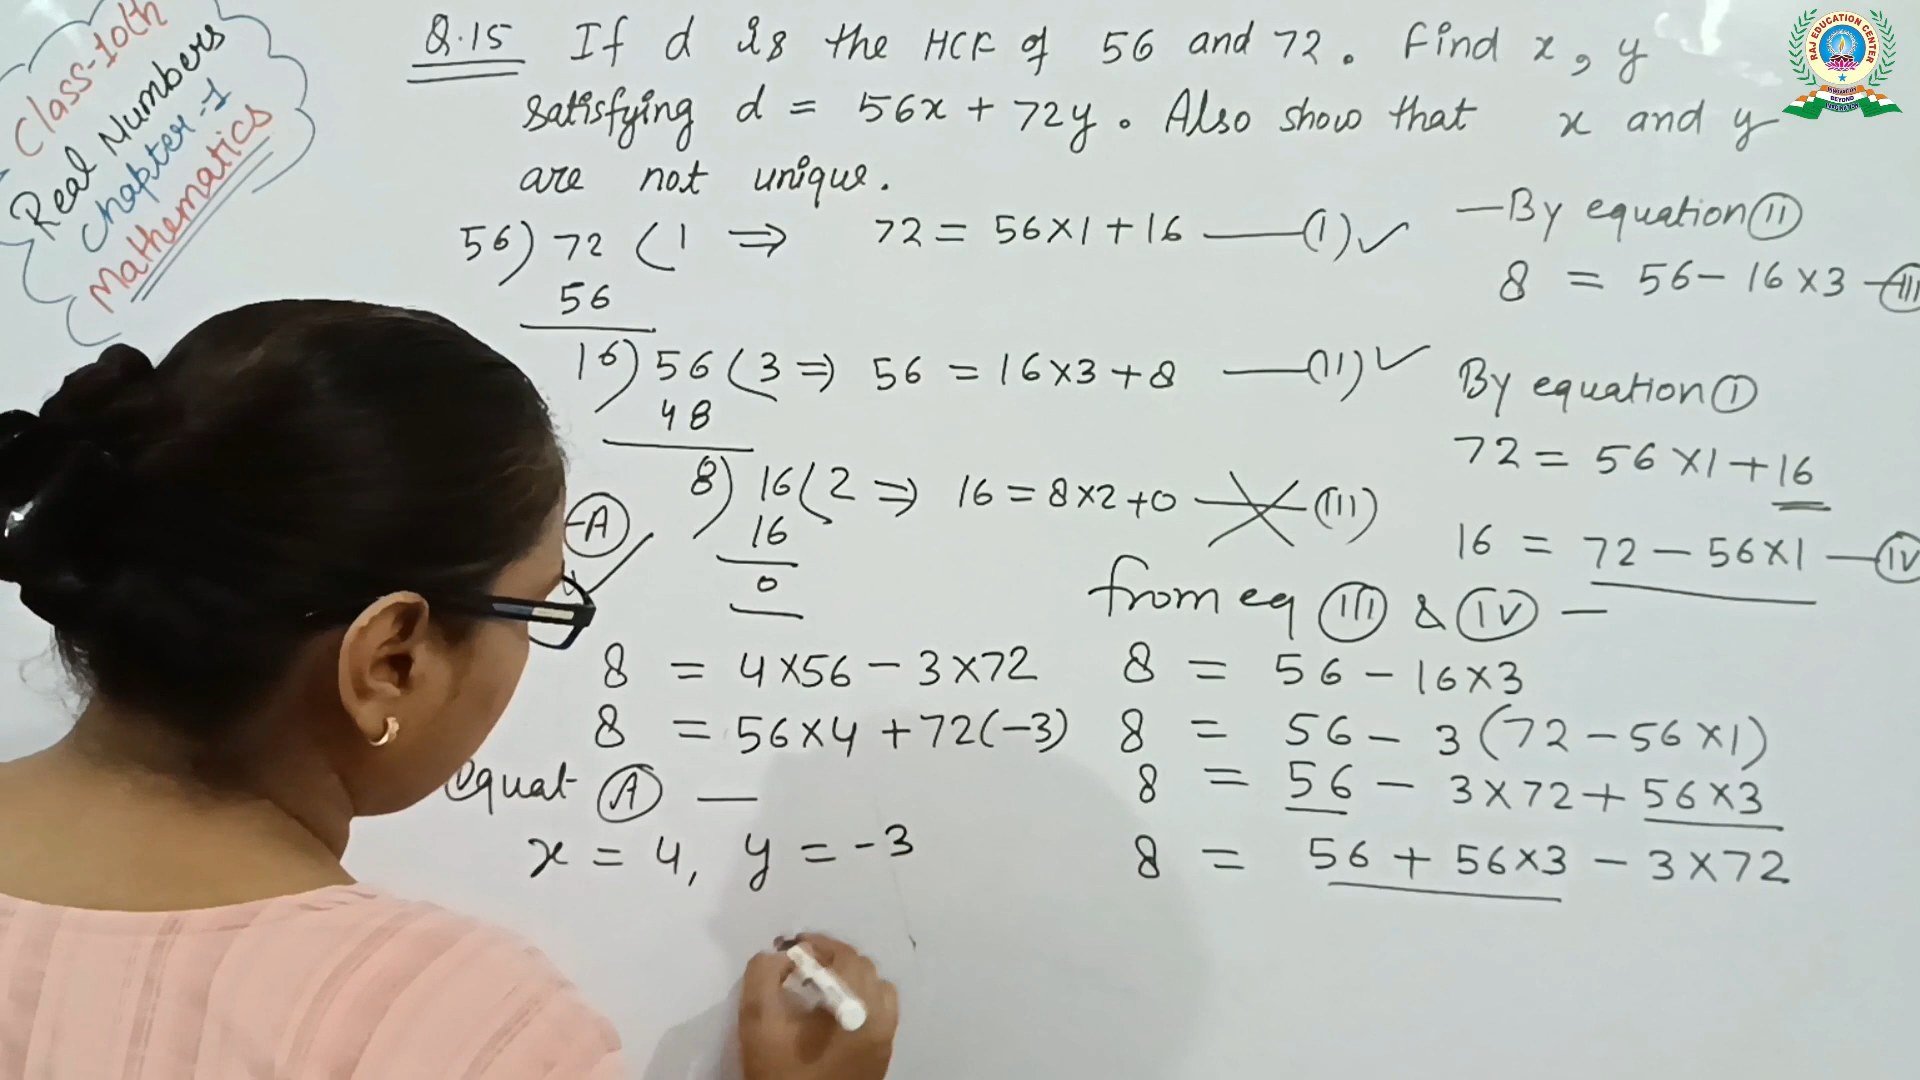 Class-10th
Real Numbers
Chapter-1
Mathematics
RAJ EDUCATION CENTER
BEYOND
Q.15 If d is the HCF of 56 and 72. Find x, y
satisfying d = 56x + 72y. Also show that x and y
are not unique.
56) 72 (1 ⇒ 72 = 56×1+16 —(I)✓
56
16) 56 (3 ⇒ 56 = 16×3+8 —(II)✓
48
8) 16 (2 ⇒ 16 = 8×2+0 —(III)
16
0
—A
8 = 4×56 – 3×72
8 = 56×4 + 72(-3)
equat A —
x = 4, y = -3
—By equation II
8 = 56 – 16×3 —III
By equation I
72 = 56×1+16
16 = 72 – 56×1 —IV
from eq III & IV —
8 = 56 – 16×3
8 = 56 – 3(72 – 56×1)
8 = 56 – 3×72 + 56×3
8 = 56 + 56×3 – 3×72